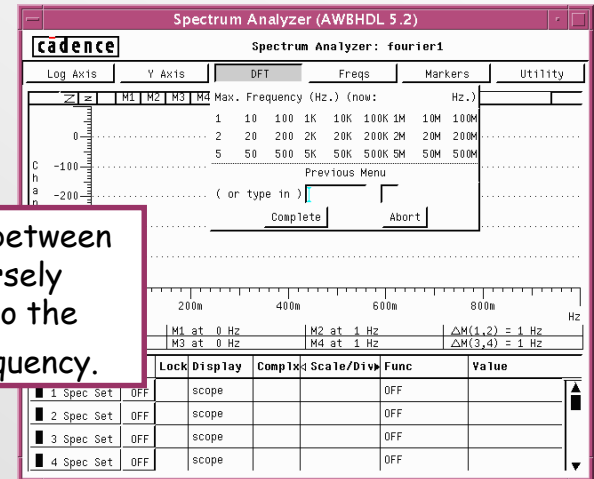 Spectrum Analyzer (AWBHDL 5.2)
cādence
Spectrum Analyzer: fourier1
Log Axis Y Axis DFT Freqs Markers Utility
Z z M1 M2 M3 M4
Max. Frequency (Hz.) (now: Hz.)
1 10 100 1K 10K 100K 1M 10M 100M
2 20 200 2K 20K 200K 2M 20M 200M
5 50 500 5K 50K 500K 5M 50M 500M
Previous Menu
( or type in )
Complete Abort
0
-100
-200
C
h
a
between
rsely
o the
quency.
200m 400m 600m 800m
Hz
M1 at 0 Hz M2 at 1 Hz △M(1,2) = 1 Hz
M3 at 0 Hz M4 at 1 Hz △M(3,4) = 1 Hz
Lock Display Complx Scale/Div Func Value
1 Spec Set OFF scope OFF
2 Spec Set OFF scope OFF
3 Spec Set OFF scope OFF
4 Spec Set OFF scope OFF